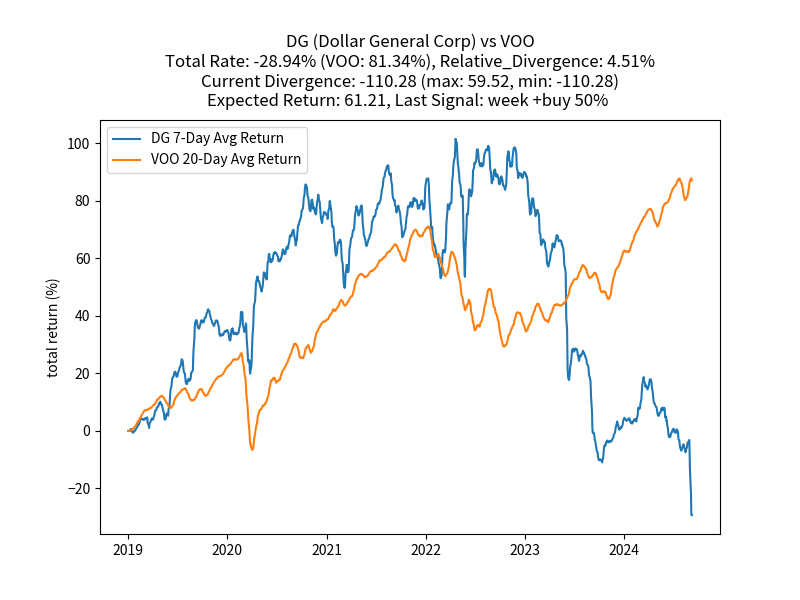 DG (Dollar General Corp) vs VOO
Total Rate: -28.94% (VOO: 81.34%), Relative_Divergence: 4.51%
Current Divergence: -110.28 (max: 59.52, min: -110.28)
Expected Return: 61.21, Last Signal: week +buy 50%
DG 7-Day Avg Return
VOO 20-Day Avg Return
total return (%)
100
80
60
40
20
0
−20
2019 2020 2021 2022 2023 2024